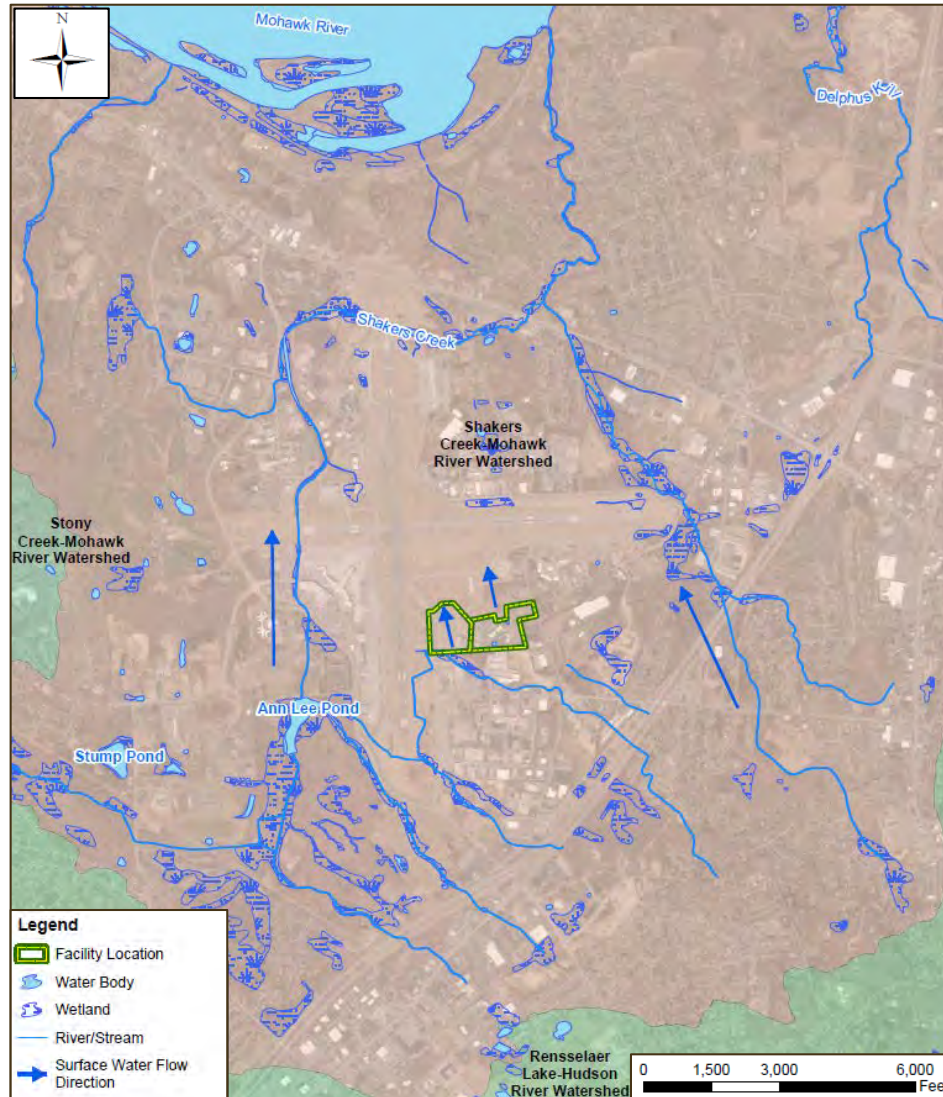 N
Mohawk River
Delphus Kill
Shakers Creek
Shakers
Creek-Mohawk
River Watershed
Stony
Creek-Mohawk
River Watershed
Ann Lee Pond
Stump Pond
Legend
Facility Location
Water Body
Wetland
River/Stream
Surface Water Flow
Direction
Rensselaer
Lake-Hudson
River Watershed
0 1,500 3,000 6,000
Feet